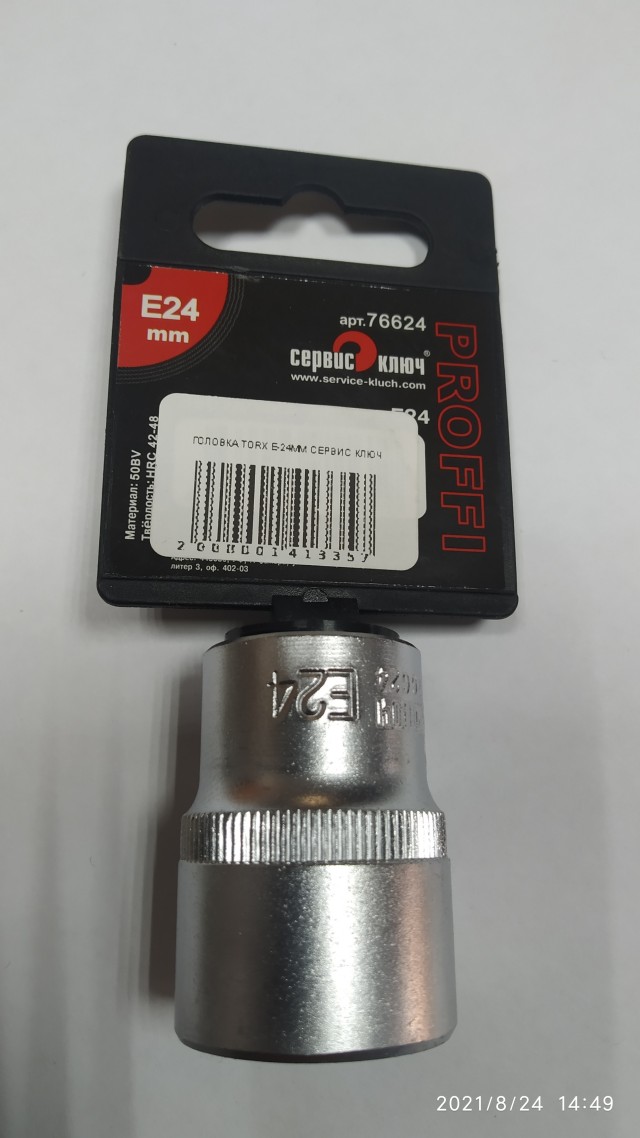 E24
mm
арт.76624
сервис ключ®
www.service-kluch.com
PROFFI
E24
Материал: 50BV
Твёрдость: HRC 42-48
ГОЛОВКА TORX E-24ММ СЕРВИС КЛЮЧ
2000001413357
литер 3, оф. 402-03
E24
2021/8/24 14:49